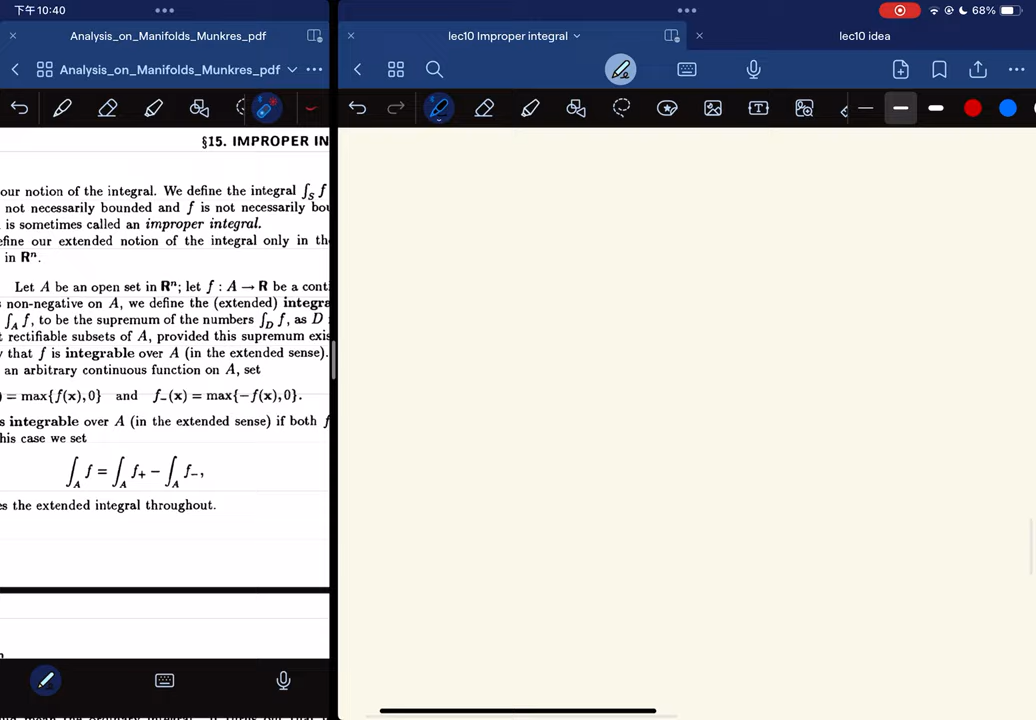 下午10:40
68%
Analysis_on_Manifolds_Munkres_pdf
lec10 Improper integral
lec10 idea
Analysis_on_Manifolds_Munkres_pdf
§15. IMPROPER IN
our notion of the integral. We define the integral ∫_S f
not necessarily bounded and f is not necessarily bou
is sometimes called an improper integral.
efine our extended notion of the integral only in th
in Rⁿ.
Let A be an open set in Rⁿ; let f : A → R be a cont
s non-negative on A, we define the (extended) integra
∫_A f, to be the supremum of the numbers ∫_D f, as D
t rectifiable subsets of A, provided this supremum exis
y that f is integrable over A (in the extended sense).
an arbitrary continuous function on A, set
) = max{f(x),0} and f₋(x) = max{−f(x),0}.
s integrable over A (in the extended sense) if both f
his case we set
∫_A f = ∫_A f₊ − ∫_A f₋,
es the extended integral throughout.